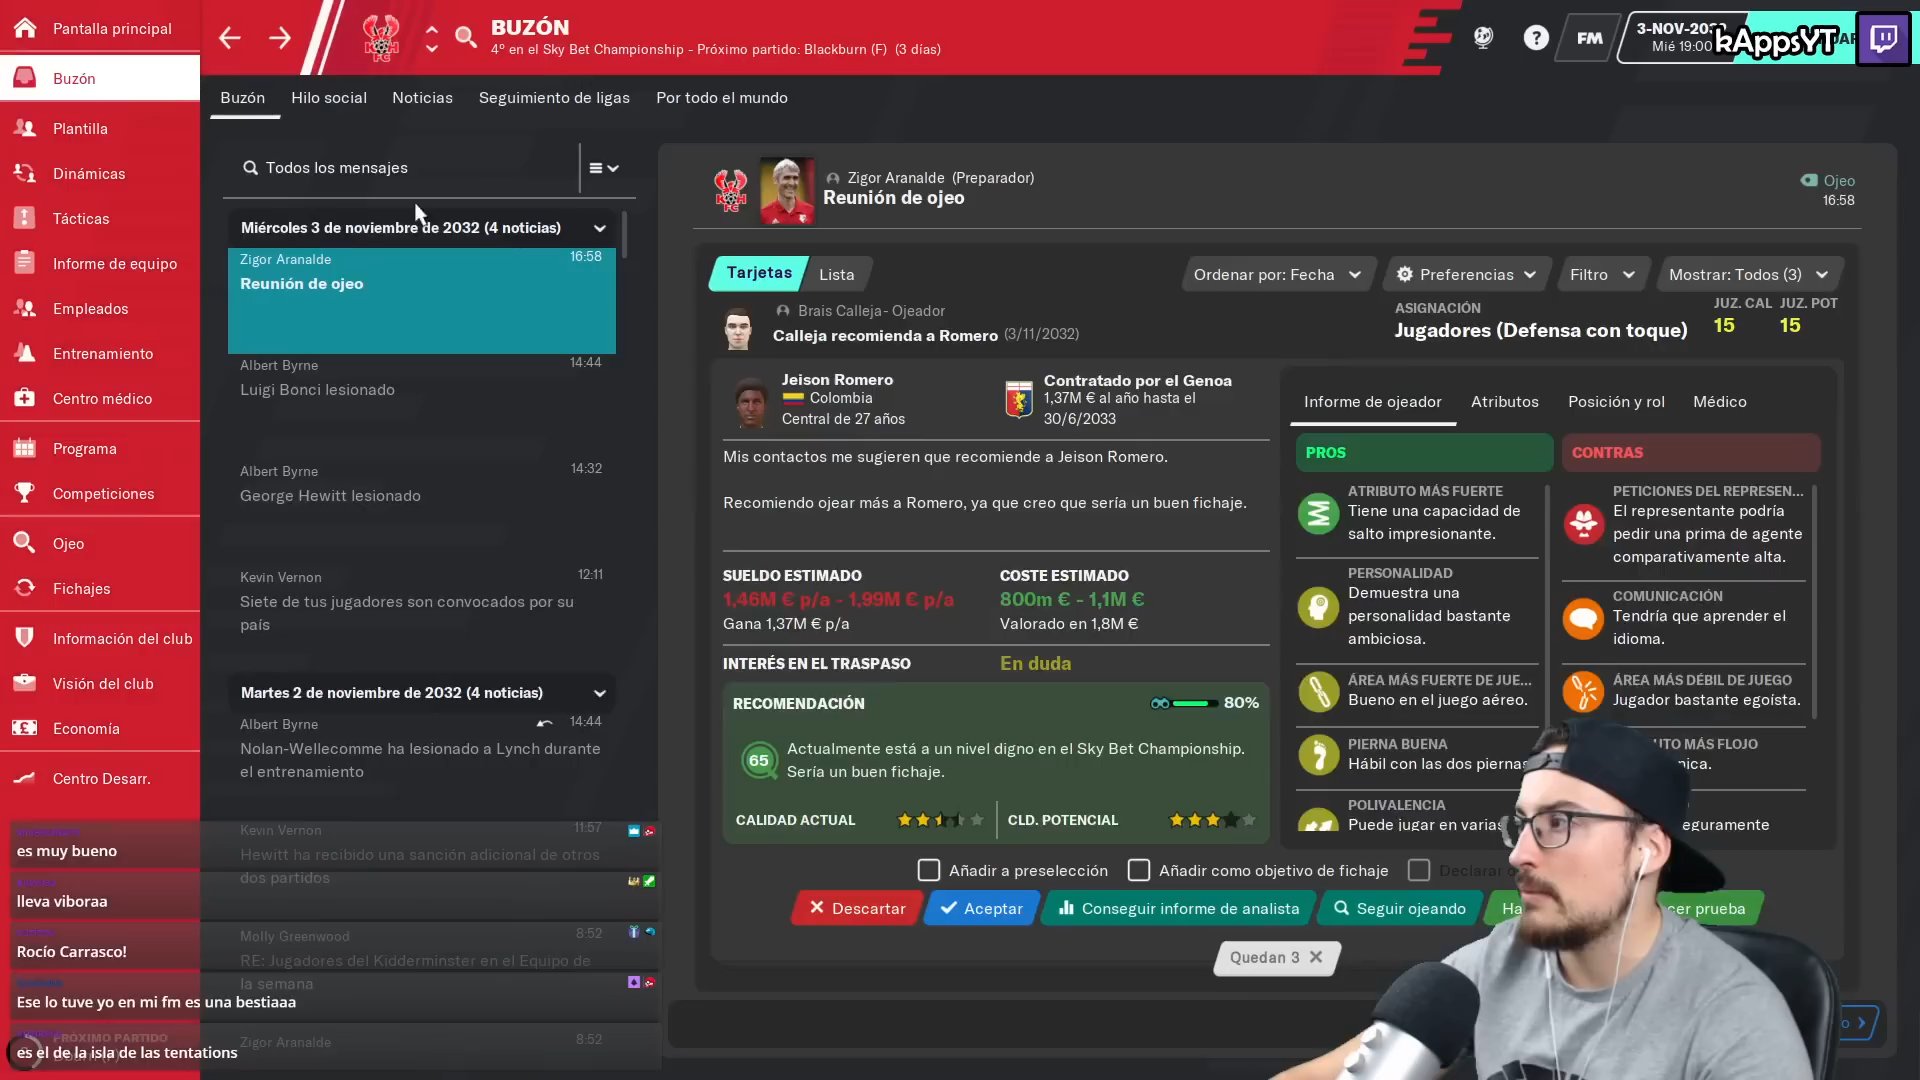 Pantalla principal
Buzón
Plantilla
Dinámicas
Tácticas
Informe de equipo
Empleados
Entrenamiento
Centro médico
Programa
Competiciones
Ojeo
Fichajes
Información del club
Visión del club
Economía
Centro Desarr.
BUZÓN
4º en el Sky Bet Championship - Próximo partido: Blackburn (F) (3 días)
FM
3-NOV-20
Mié 19:00
kAppsYT
Buzón
Hilo social
Noticias
Seguimiento de ligas
Por todo el mundo
Todos los mensajes
Miércoles 3 de noviembre de 2032 (4 noticias)
Zigor Aranalde 16:58
Reunión de ojeo
Albert Byrne 14:44
Luigi Bonci lesionado
Albert Byrne 14:32
George Hewitt lesionado
Kevin Vernon 12:11
Siete de tus jugadores son convocados por su
país
Martes 2 de noviembre de 2032 (4 noticias)
Albert Byrne 14:44
Nolan-Wellecomme ha lesionado a Lynch durante
el entrenamiento
Kevin Vernon 11:57
Hewitt ha recibido una sanción adicional de otros
dos partidos
Molly Greenwood 8:52
RE: Jugadores del Kidderminster en el Equipo de
la semana
Zigor Aranalde 8:52
es muy bueno
lleva viboraa
Rocío Carrasco!
Ese lo tuve yo en mi fm es una bestiaaa
PRÓXIMO PARTIDO
es el de la isla de las tentations
Zigor Aranalde (Preparador)
Reunión de ojeo
Ojeo
16:58
Tarjetas
Lista
Ordenar por: Fecha
Preferencias
Filtro
Mostrar: Todos (3)
Brais Calleja- Ojeador
Calleja recomienda a Romero (3/11/2032)
ASIGNACIÓN
Jugadores (Defensa con toque)
JUZ. CAL JUZ. POT
15 15
Jeison Romero
Colombia
Central de 27 años
Contratado por el Genoa
1,37M € al año hasta el
30/6/2033
Mis contactos me sugieren que recomiende a Jeison Romero.
Recomiendo ojear más a Romero, ya que creo que sería un buen fichaje.
SUELDO ESTIMADO
1,46M € p/a - 1,99M € p/a
Gana 1,37M € p/a
COSTE ESTIMADO
800m € - 1,1M €
Valorado en 1,8M €
INTERÉS EN EL TRASPASO En duda
RECOMENDACIÓN 80%
65
Actualmente está a un nivel digno en el Sky Bet Championship.
Sería un buen fichaje.
CALIDAD ACTUAL
CLD. POTENCIAL
Informe de ojeador
Atributos
Posición y rol
Médico
PROS
ATRIBUTO MÁS FUERTE
Tiene una capacidad de
salto impresionante.
PERSONALIDAD
Demuestra una
personalidad bastante
ambiciosa.
ÁREA MÁS FUERTE DE JUE...
Bueno en el juego aéreo.
PIERNA BUENA
Hábil con las dos piernas
POLIVALENCIA
Puede jugar en varias
CONTRAS
PETICIONES DEL REPRESEN...
El representante podría
pedir una prima de agente
comparativamente alta.
COMUNICACIÓN
Tendría que aprender el
idioma.
ÁREA MÁS DÉBIL DE JUEGO
Jugador bastante egoísta.
MÁS FLOJO
Añadir a preselección
Añadir como objetivo de fichaje
Descartar
Aceptar
Conseguir informe de analista
Seguir ojeando
prueba
Quedan 3